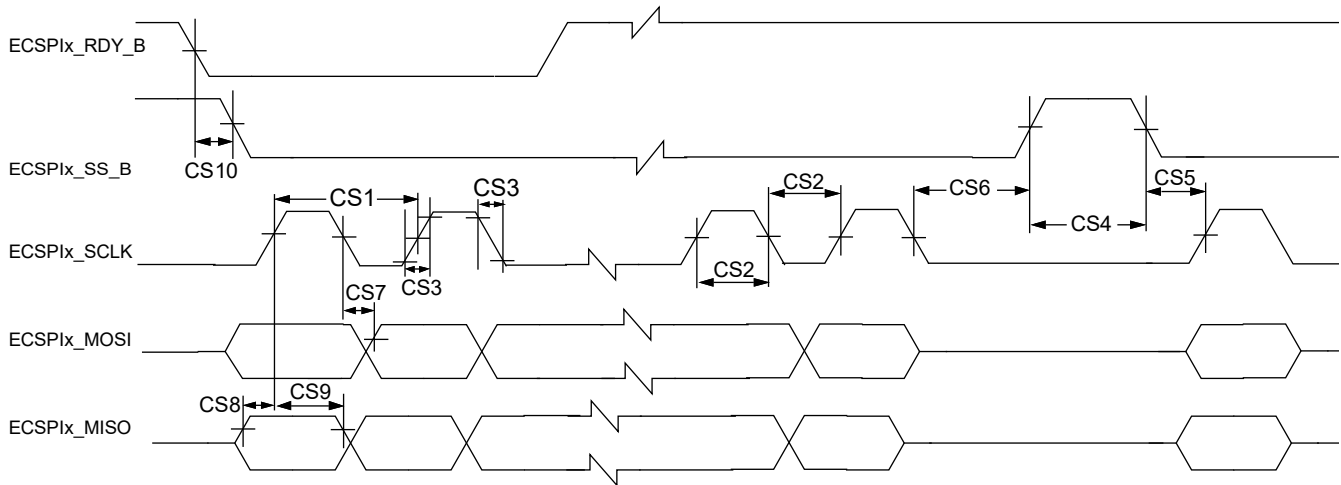 ECSPIx_RDY_B
CS10
ECSPIx_SS_B
CS1
CS3
CS2
CS6
CS5
CS4
ECSPIx_SCLK
CS3
CS2
CS7
ECSPIx_MOSI
CS8
CS9
ECSPIx_MISO